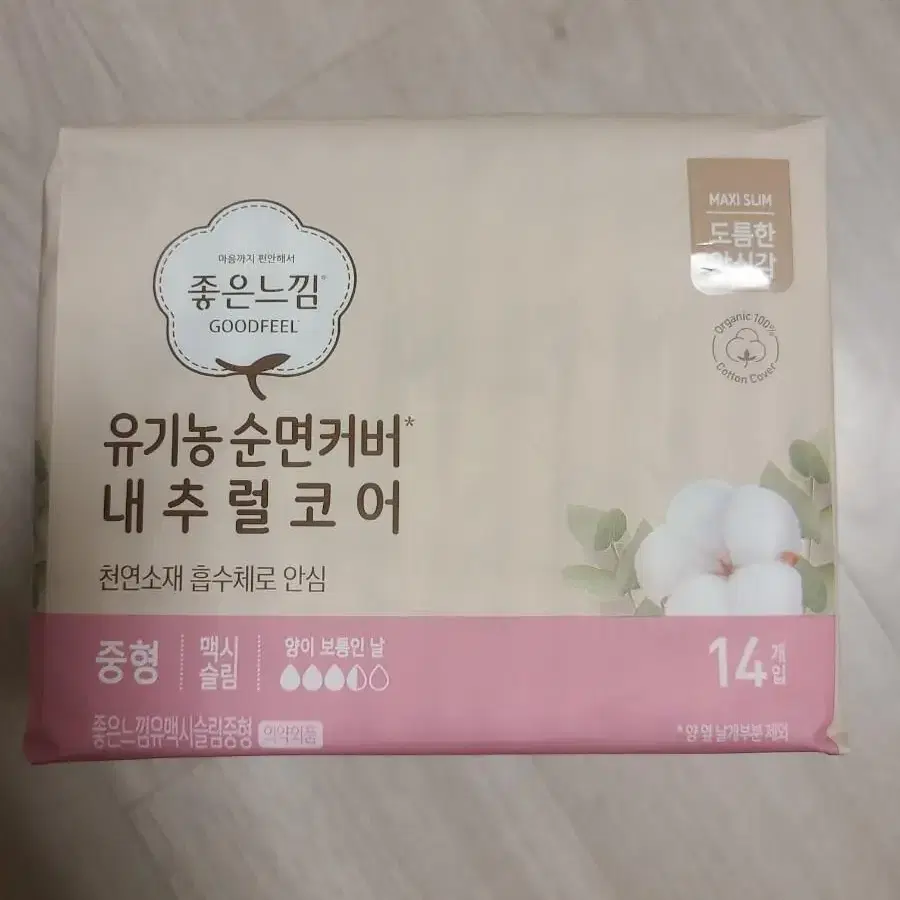 마음까지 편안해서
좋은느낌®
GOODFEEL
MAXI SLIM
도톰한
안심감
Organic 100%
Cotton Cover
유기농 순면커버*
내추럴코어
천연소재 흡수체로 안심
중형
맥시
슬림
양이 보통인 날
14개입
좋은느낌유맥시슬림중형 의약외품
*양 옆 날개부분 제외